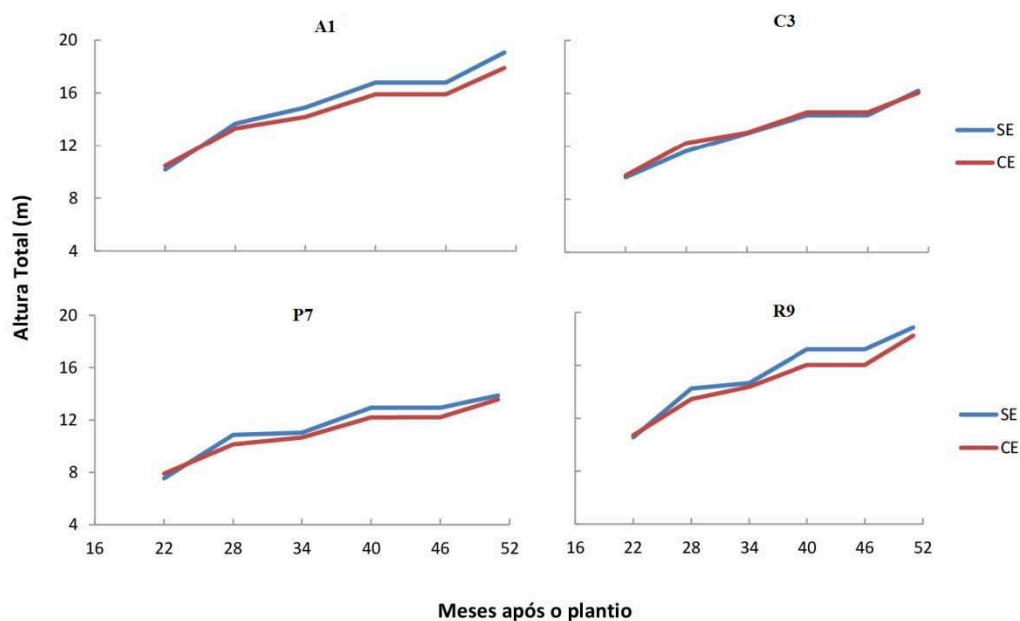 A1
C3
20
16
12
8
4
SE
CE
Altura Total (m)
P7
R9
20
16
12
8
4
SE
CE
16 22 28 34 40 46 52
16 22 28 34 40 46 52
Meses após o plantio